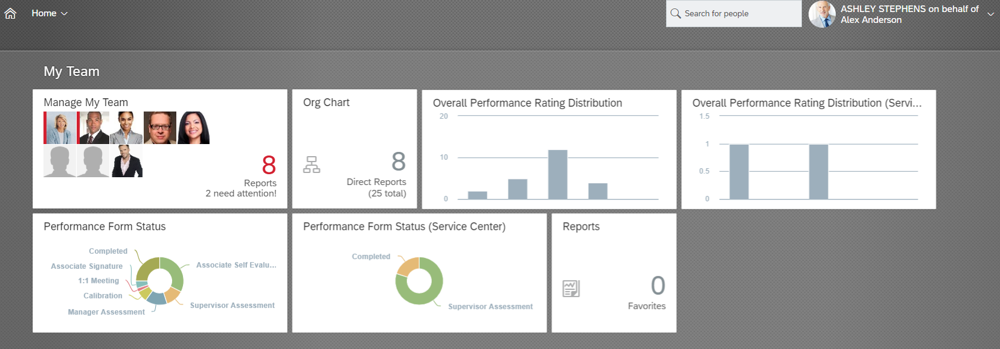 Home
Search for people
ASHLEY STEPHENS on behalf of
Alex Anderson
My Team
Manage My Team
8
Reports
2 need attention!
Org Chart
8
Direct Reports
(25 total)
Overall Performance Rating Distribution
20
10
0
Overall Performance Rating Distribution (Servi...
1.5
1
0.5
0
Performance Form Status
Completed
Associate Signature
1:1 Meeting
Calibration
Manager Assessment
Associate Self Evalu...
Supervisor Assessment
Performance Form Status (Service Center)
Completed
Supervisor Assessment
Reports
0
Favorites